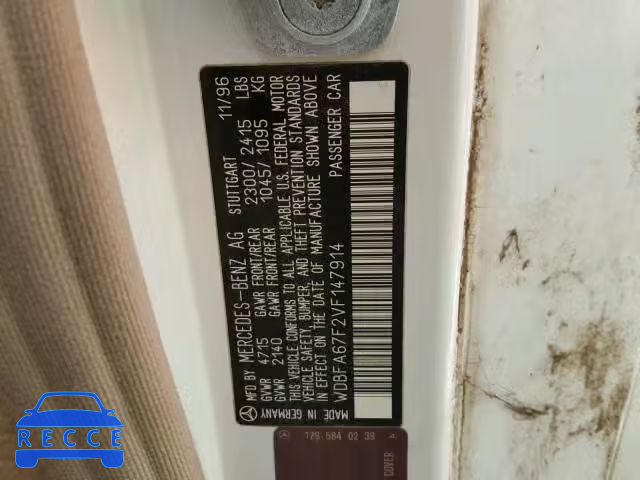 MFD BY MERCEDES-BENZ AG STUTTGART 11/96
GVWR 4715 GAWR FRONT/REAR 2300/2415 LBS
GVWR 2140 GAWR FRONT/REAR 1045/1095 KG
THIS VEHICLE CONFORMS TO ALL APPLICABLE U.S. FEDERAL MOTOR
VEHICLE SAFETY, BUMPER, AND THEFT PREVENTION STANDARDS
IN EFFECT ON THE DATE OF MANUFACTURE SHOWN ABOVE
WDBFA67F2VF147914 PASSENGER CAR
MADE IN GERMANY
129 584 02 39 A
COVER
RECCE